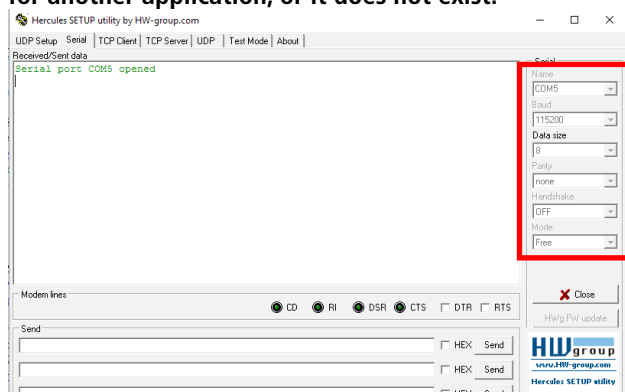 for another application, or it does not exist.
Hercules SETUP utility by HW-group.com
UDP Setup Serial TCP Client TCP Server UDP Test Mode About
Received/Sent data
Serial port COM5 opened
Serial
Name
COM5
Baud
115200
Data size
8
Parity
none
Handshake
OFF
Mode
Free
Modem lines
CD RI DSR CTS DTR RTS
Close
HWg FW update
Send
HEX Send
HEX Send
HEX Send
HWgroup
www.HW-group.com
Hercules SETUP utility